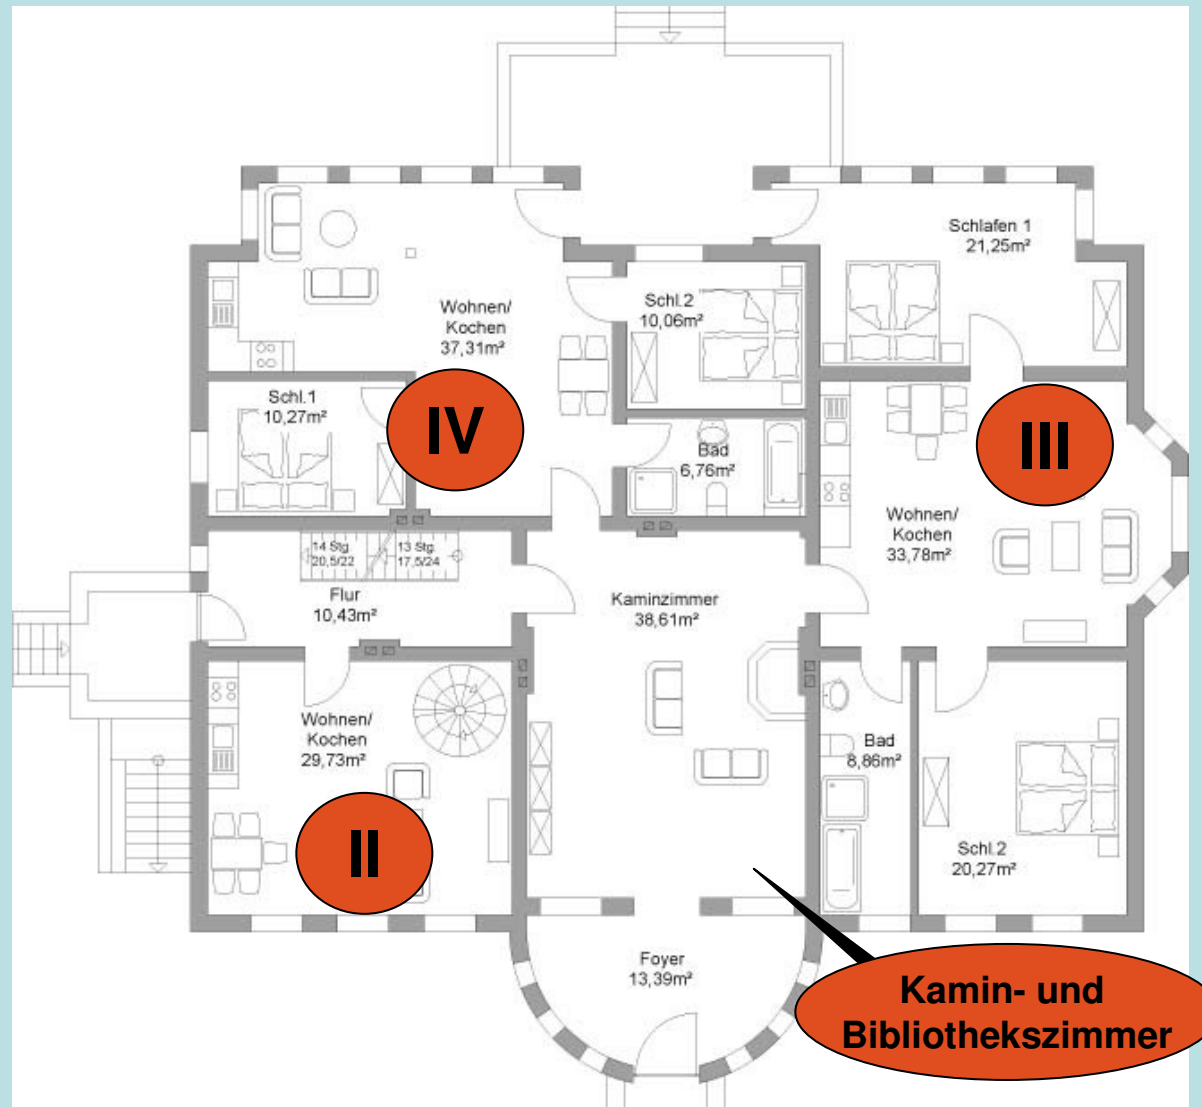 Schlafen 1
21,25m²
Wohnen/
Kochen
37,31m²
Schl.2
10,06m²
Schl.1
10,27m²
IV
III
Bad
6,76m²
Wohnen/
Kochen
33,78m²
14 Stg
20,5/22
13 Stg
17,5/24
Flur
10,43m²
Kaminzimmer
38,61m²
Wohnen/
Kochen
29,73m²
Bad
8,86m²
II
Schl.2
20,27m²
Foyer
13,39m²
Kamin- und
Bibliothekszimmer